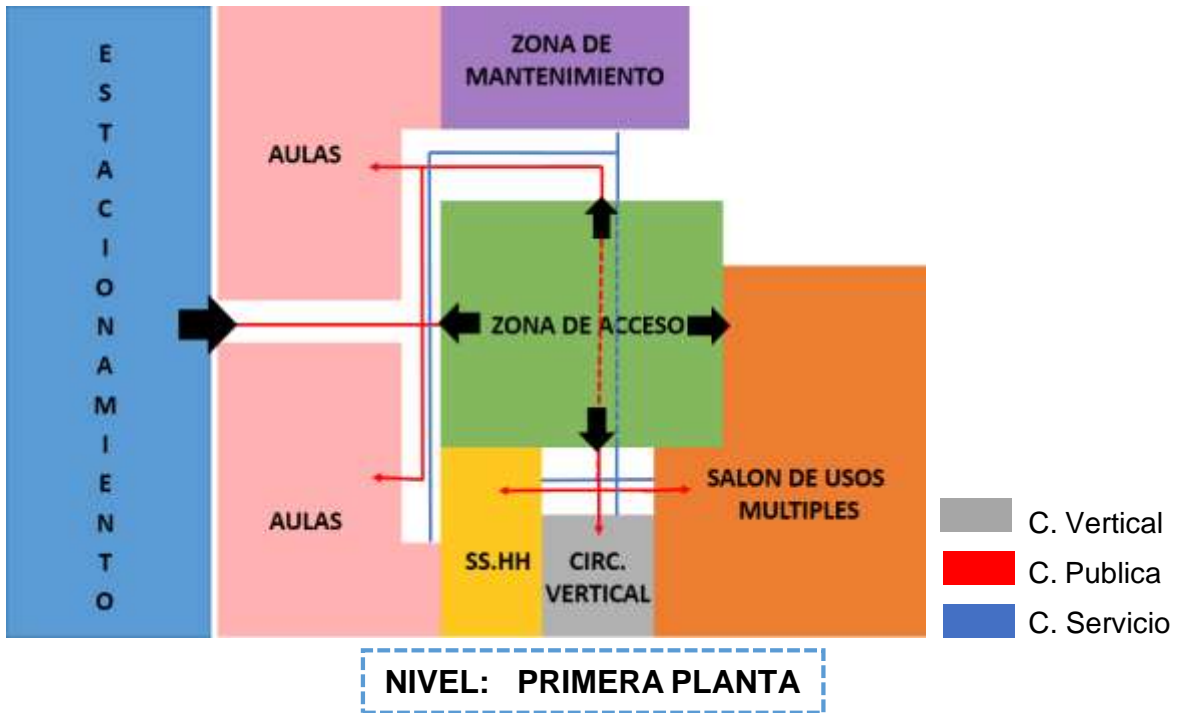 ESTACIONAMIENTO
ZONA DE
MANTENIMIENTO
AULAS
ZONA DE ACCESO
AULAS
SALON DE USOS
MULTIPLES
SS.HH
CIRC.
VERTICAL
C. Vertical
C. Publica
C. Servicio
NIVEL: PRIMERA PLANTA